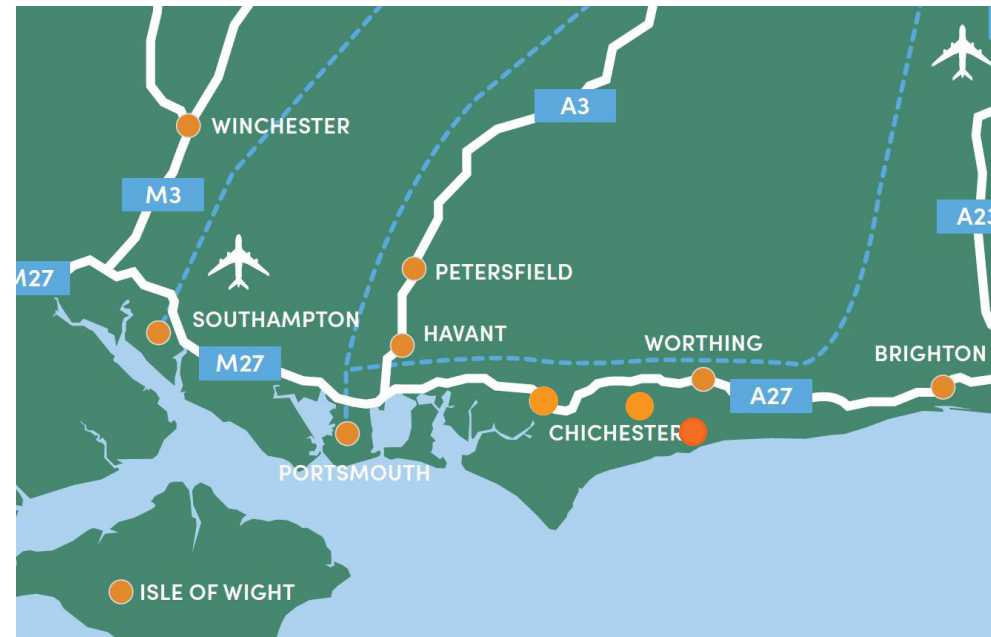 WINCHESTER
A3
M3
A23
PETERSFIELD
M27
SOUTHAMPTON
HAVANT
WORTHING
BRIGHTON
M27
A27
CHICHESTER
PORTSMOUTH
ISLE OF WIGHT